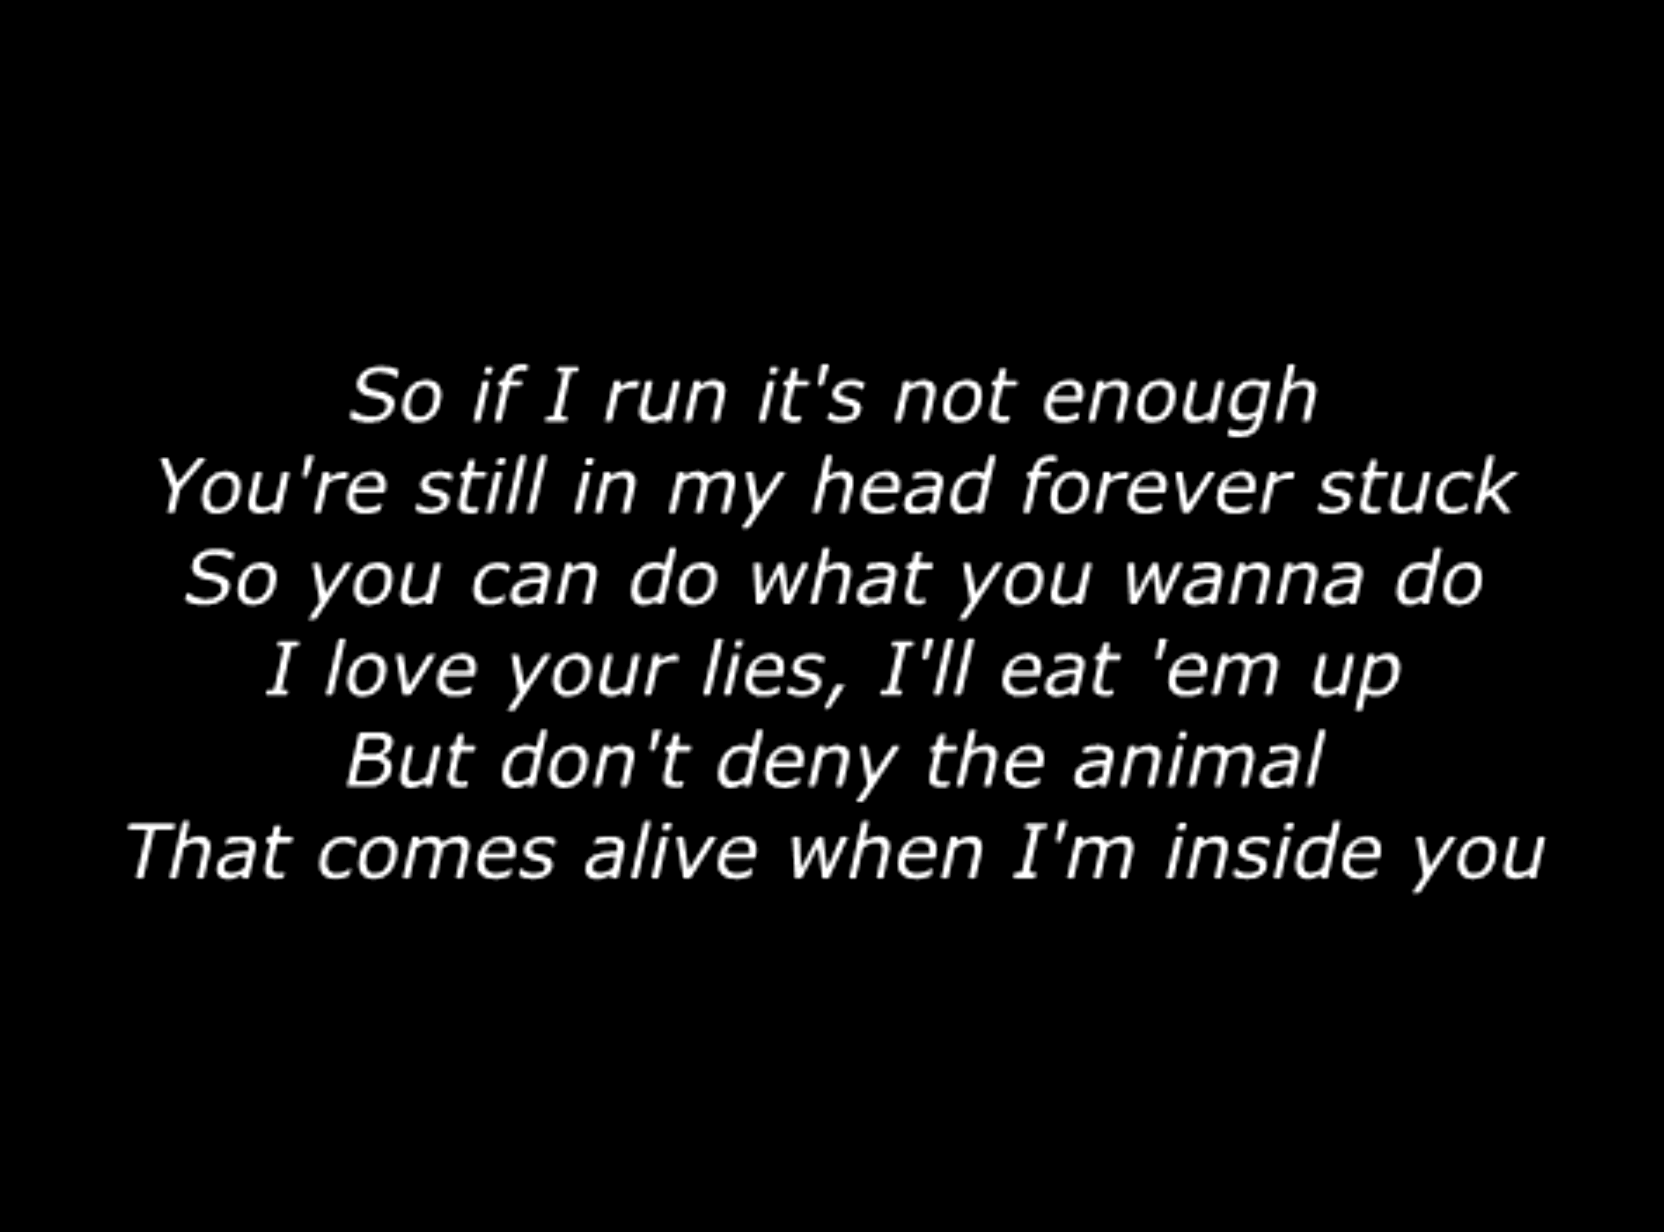 So if I run it's not enough
You're still in my head forever stuck
So you can do what you wanna do
I love your lies, I'll eat 'em up
But don't deny the animal
That comes alive when I'm inside you